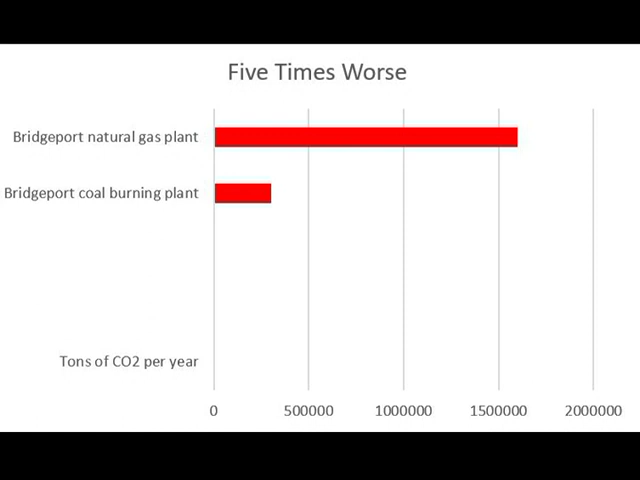 Five Times Worse
Bridgeport natural gas plant
Bridgeport coal burning plant
Tons of CO2 per year
0 500000 1000000 1500000 2000000